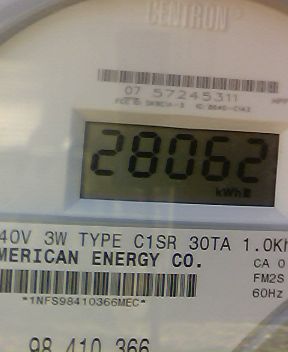 CENTRON
07 57245311
28062
kWh
40V 3W TYPE C1SR 30TA 1.0Kh
MERICAN ENERGY CO.
CA 0
FM2S
60Hz
*1NFS98410366MEC*
98 410 366